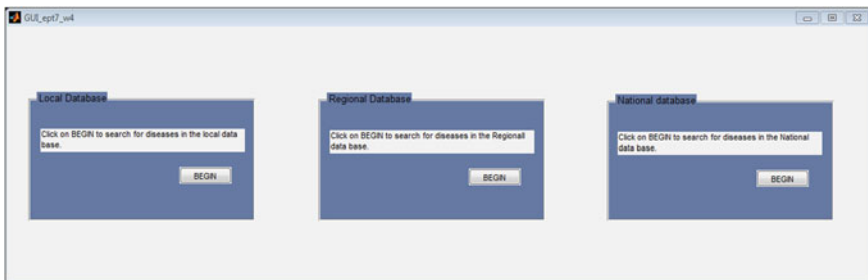 GUI_ept7_w4
Local Database
Click on BEGIN to search for diseases in the local data
base.
BEGIN
Regional Database
Click on BEGIN to search for diseases in the Regionall
data base.
BEGIN
National database
Click on BEGIN to search for diseases in the National
data base.
BEGIN